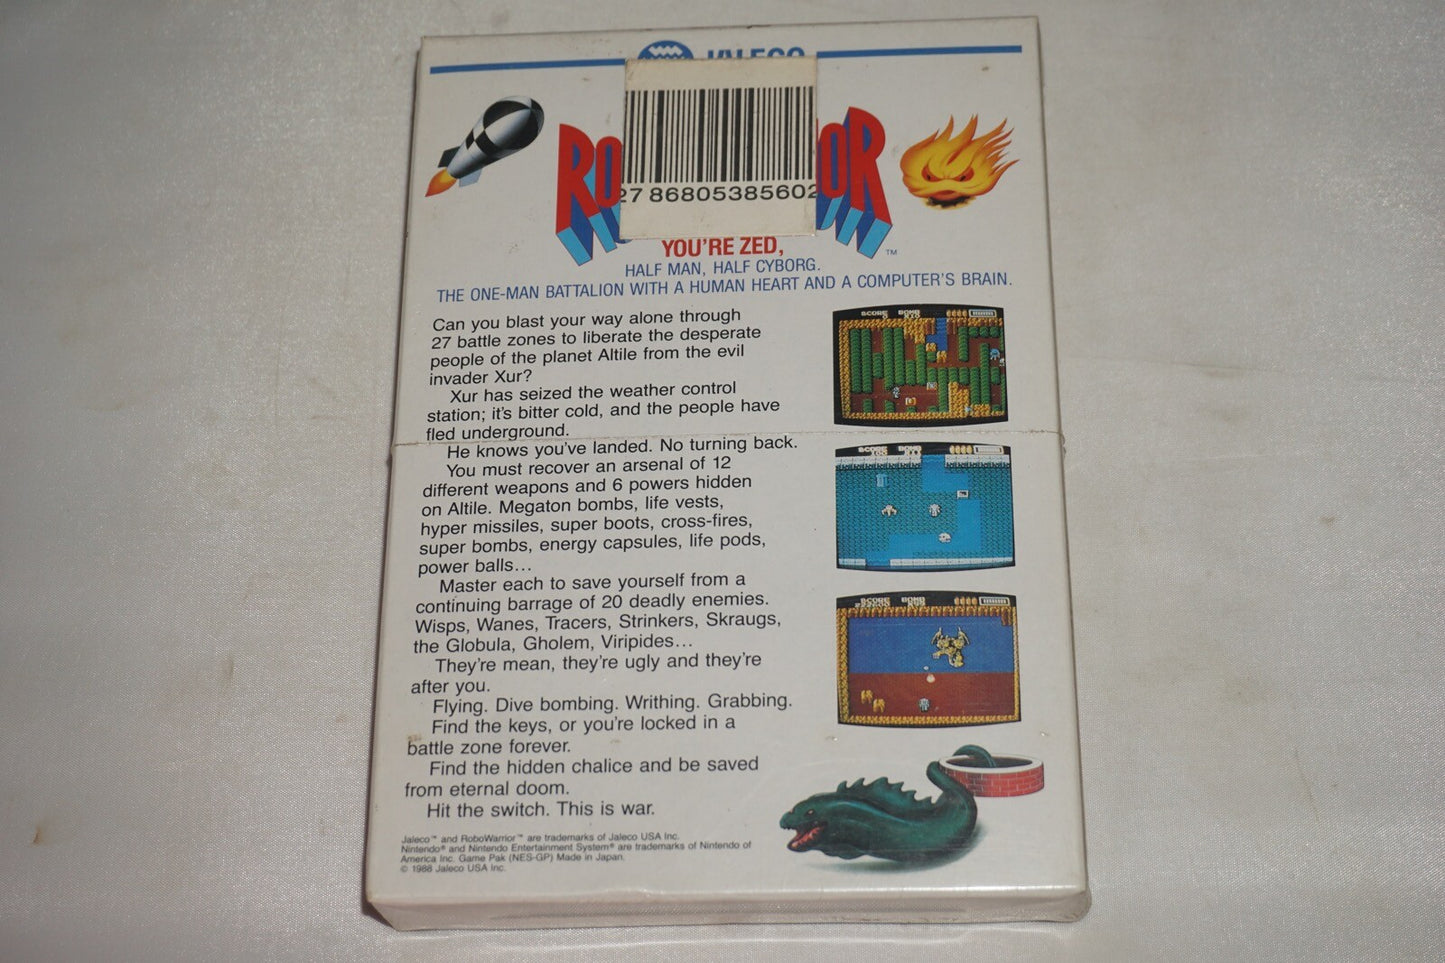 JALECO
27 86805385602
YOU'RE ZED,
HALF MAN, HALF CYBORG.
THE ONE-MAN BATTALION WITH A HUMAN HEART AND A COMPUTER'S BRAIN.
Can you blast your way alone through
27 battle zones to liberate the desperate
people of the planet Altile from the evil
invader Xur?
Xur has seized the weather control
station; it's bitter cold, and the people have
fled underground.
He knows you've landed. No turning back.
You must recover an arsenal of 12
different weapons and 6 powers hidden
on Altile. Megaton bombs, life vests,
hyper missiles, super boots, cross-fires,
super bombs, energy capsules, life pods,
power balls...
Master each to save yourself from a
continuing barrage of 20 deadly enemies.
Wisps, Wanes, Tracers, Strinkers, Skraugs,
the Globula, Gholem, Viripides...
They're mean, they're ugly and they're
after you.
Flying. Dive bombing. Writhing. Grabbing.
Find the keys, or you're locked in a
battle zone forever.
Find the hidden chalice and be saved
from eternal doom.
Hit the switch. This is war.
Jaleco™ and RoboWarrior™ are trademarks of Jaleco USA Inc.
Nintendo® and Nintendo Entertainment System® are trademarks of Nintendo of
America Inc. Game Pak (NES-GP) Made in Japan.
© 1988 Jaleco USA Inc.
SCORE BOMB
SCORE BOMB
SCORE BOMB